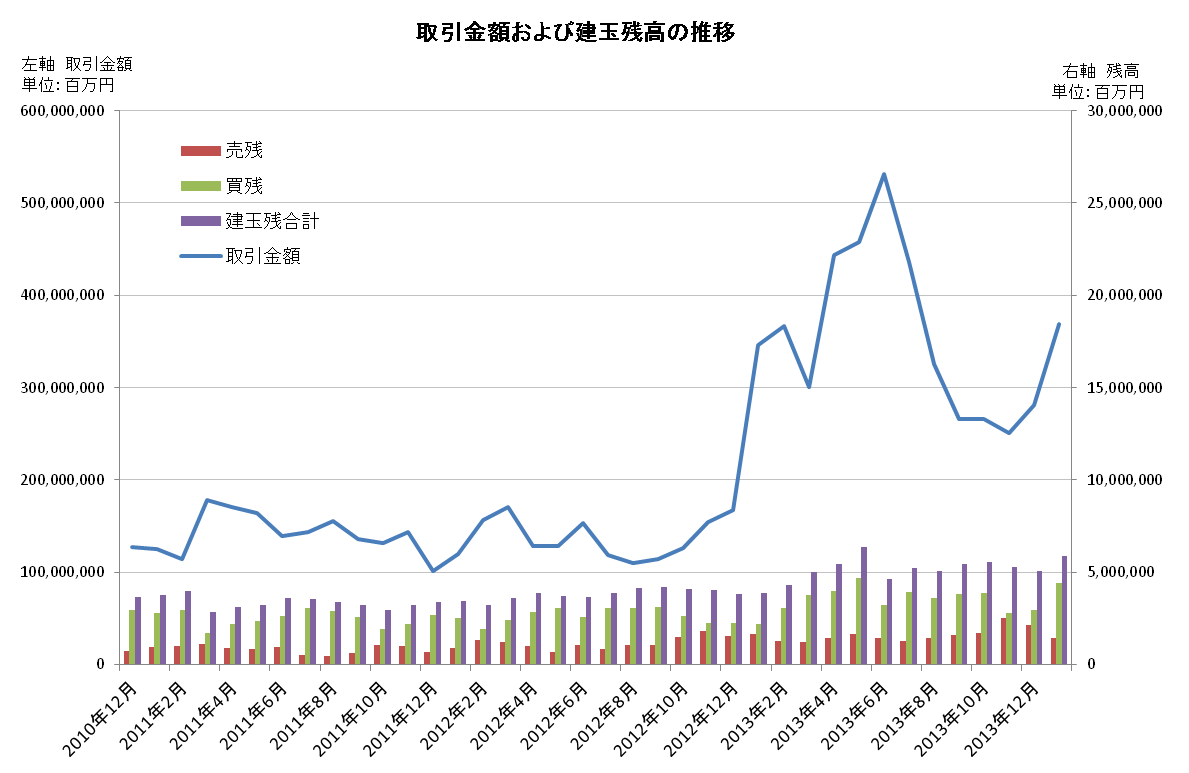 取引金額および建玉残高の推移
左軸 取引金額
単位: 百万円
右軸 残高
単位: 百万円
600,000,000
500,000,000
400,000,000
300,000,000
200,000,000
100,000,000
0
30,000,000
25,000,000
20,000,000
15,000,000
10,000,000
5,000,000
0
売残
買残
建玉残合計
取引金額
2010年12月
2011年2月
2011年4月
2011年6月
2011年8月
2011年10月
2011年12月
2012年2月
2012年4月
2012年6月
2012年8月
2012年10月
2012年12月
2013年2月
2013年4月
2013年6月
2013年8月
2013年10月
2013年12月